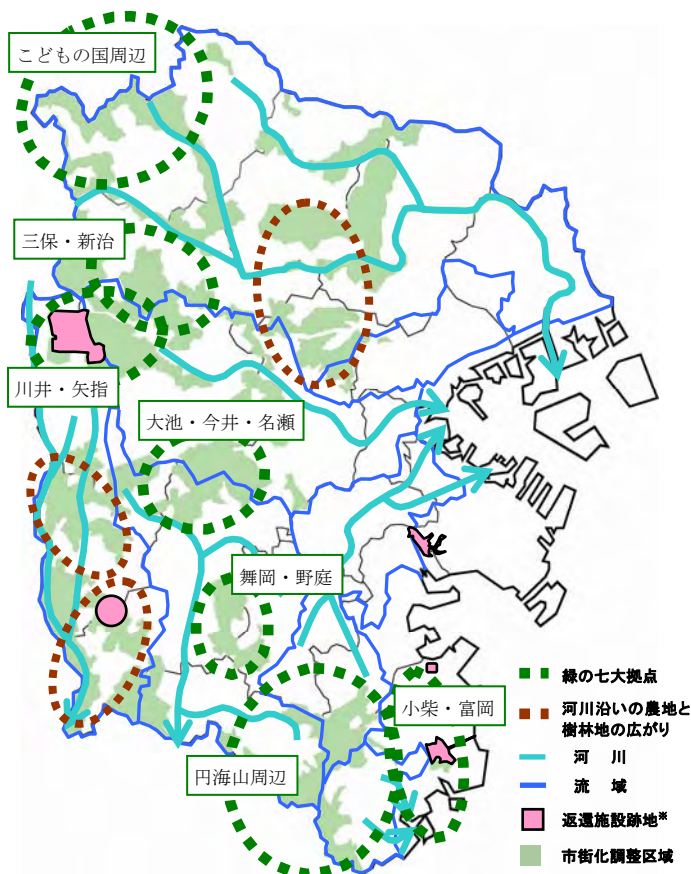 こどもの国周辺
三保・新治
川井・矢指
大池・今井・名瀬
舞岡・野庭
小柴・富岡
円海山周辺
緑の七大拠点
河川沿いの農地と
樹林地の広がり
河 川
流 域
返還施設跡地※
市街化調整区域